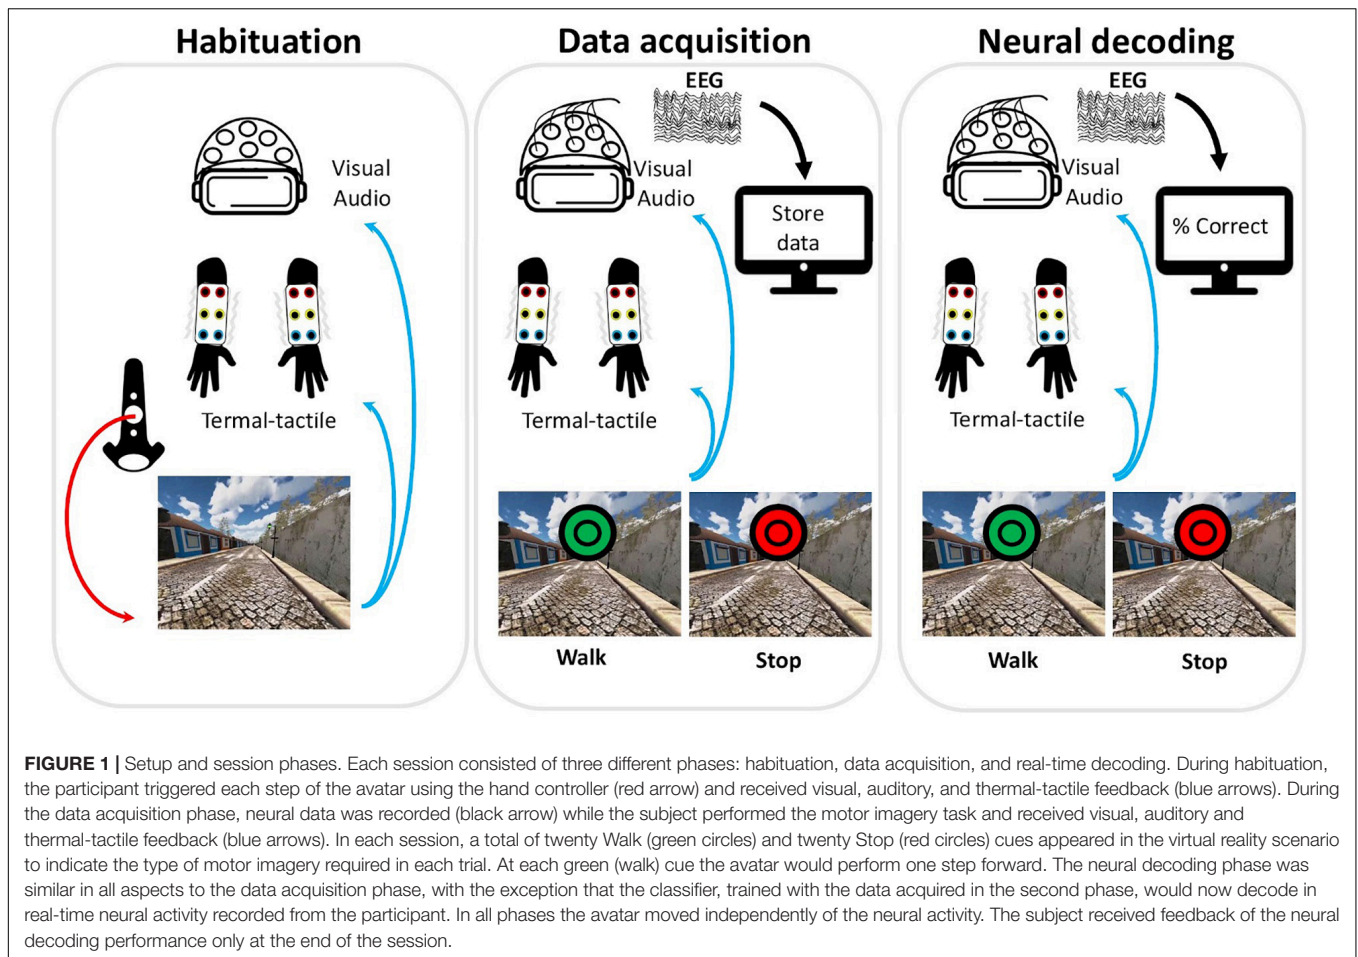 Habituation
Data acquisition
Neural decoding
Visual
Audio
Termal-tactile
EEG
Visual
Audio
Store
data
Termal-tactile
Walk
Stop
EEG
Visual
Audio
% Correct
Termal-tactile
Walk
Stop
FIGURE 1 | Setup and session phases. Each session consisted of three different phases: habituation, data acquisition, and real-time decoding. During habituation,
the participant triggered each step of the avatar using the hand controller (red arrow) and received visual, auditory, and thermal-tactile feedback (blue arrows). During
the data acquisition phase, neural data was recorded (black arrow) while the subject performed the motor imagery task and received visual, auditory and
thermal-tactile feedback (blue arrows). In each session, a total of twenty Walk (green circles) and twenty Stop (red circles) cues appeared in the virtual reality scenario
to indicate the type of motor imagery required in each trial. At each green (walk) cue the avatar would perform one step forward. The neural decoding phase was
similar in all aspects to the data acquisition phase, with the exception that the classifier, trained with the data acquired in the second phase, would now decode in
real-time neural activity recorded from the participant. In all phases the avatar moved independently of the neural activity. The subject received feedback of the neural
decoding performance only at the end of the session.